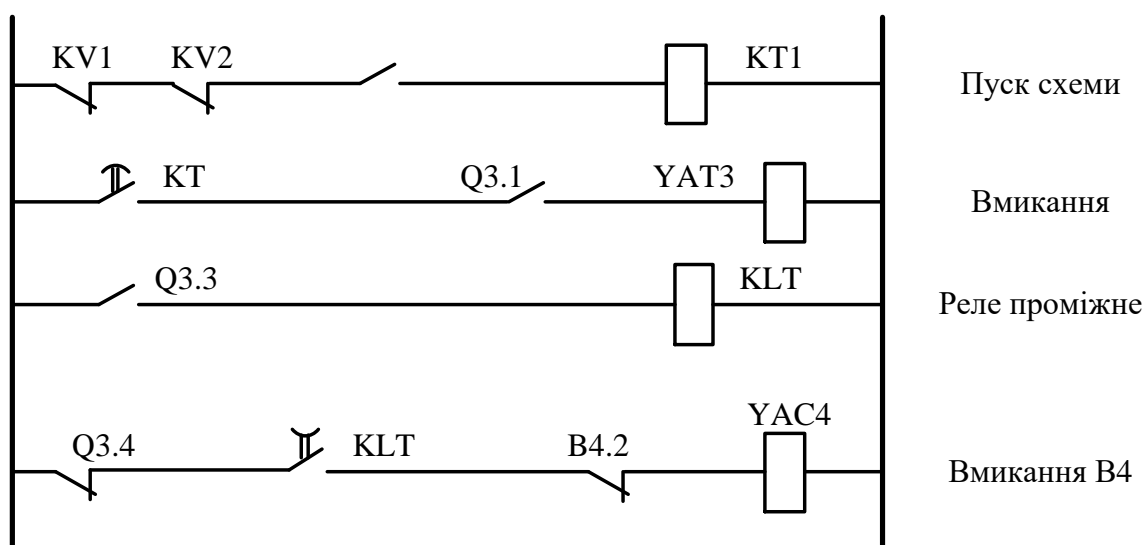 KV1 KV2 KT1 Пуск схеми
KT Q3.1 YAT3 Вмикання
Q3.3 KLT Реле проміжне
Q3.4 KLT B4.2 YAC4 Вмикання В4